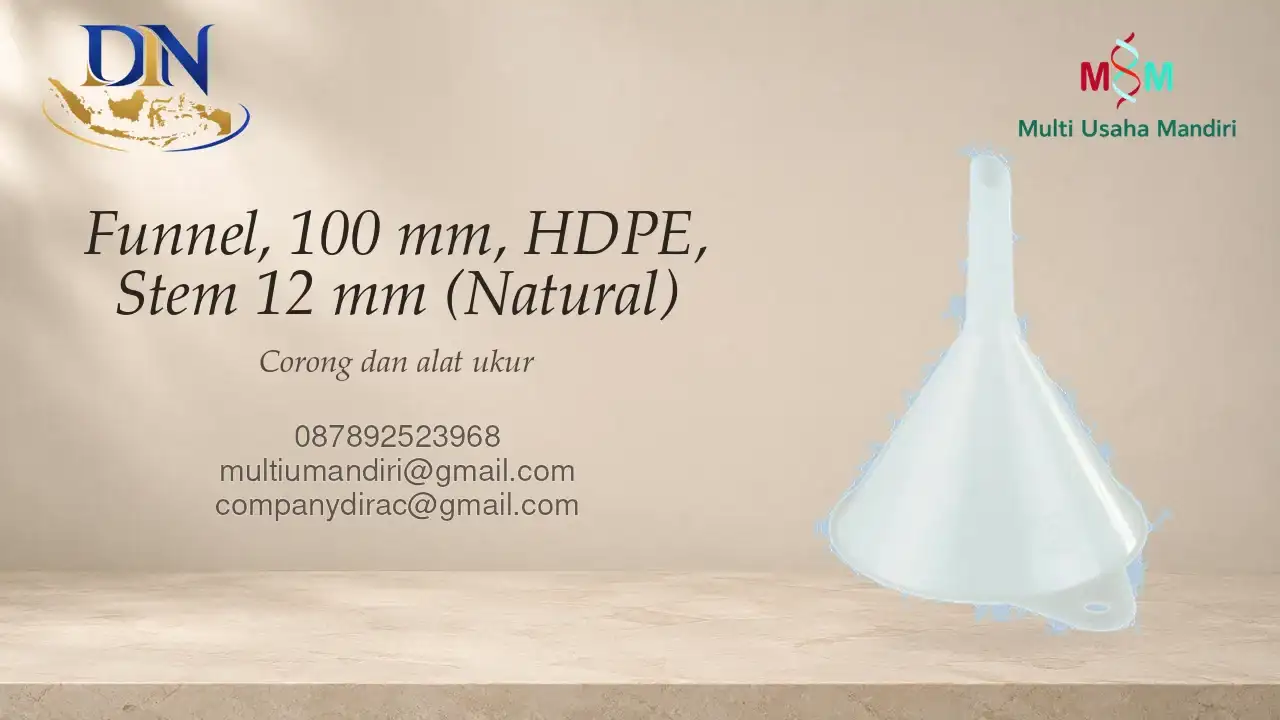 DIN
MSM
Multi Usaha Mandiri
Funnel, 100 mm, HDPE,
Stem 12 mm (Natural)
Corong dan alat ukur
087892523968
multiumandiri@gmail.com
companydirac@gmail.com